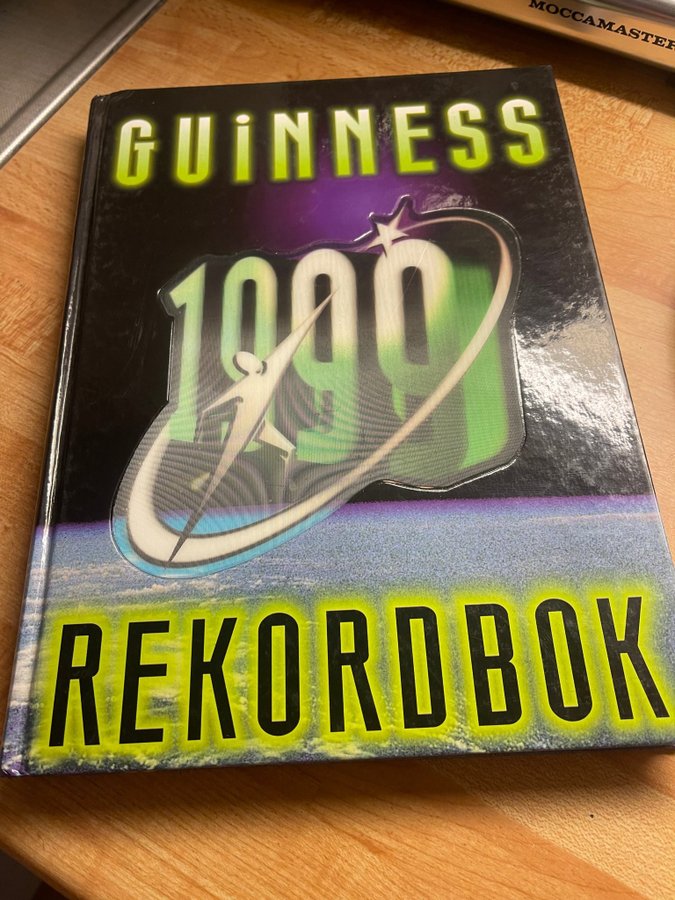 MOCCAMASTER
GUiNNESS
1999
REKORDBOK